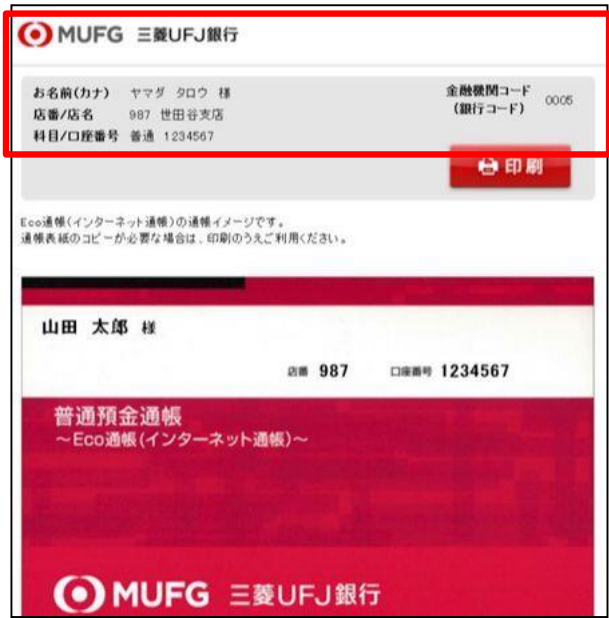 MUFG 三菱UFJ銀行
お名前(カナ) ヤマダ タロウ 様
金融機関コード
(銀行コード) 0005
店番/店名 987 世田谷支店
科目/口座番号 普通 1234567
印刷
Eco通帳(インターネット通帳)の通帳イメージです。
通帳表紙のコピーが必要な場合は、印刷のうえご利用ください。
山田 太郎 様
店番 987 口座番号 1234567
普通預金通帳
～Eco通帳(インターネット通帳)～
MUFG 三菱UFJ銀行